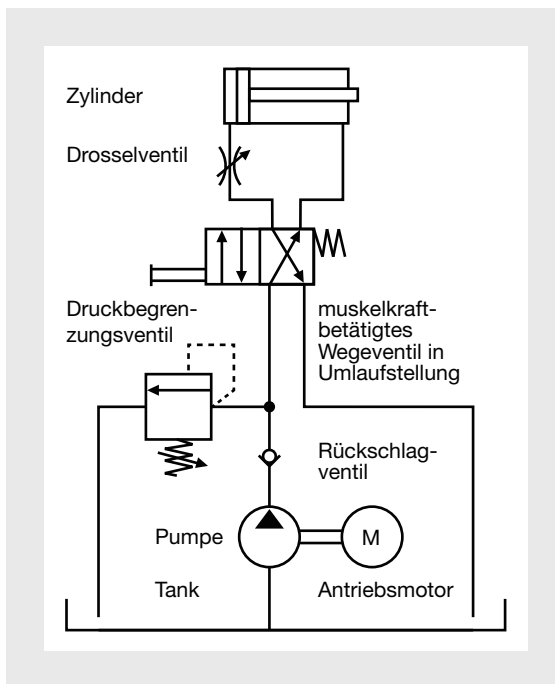 Zylinder
Drosselventil
Druckbegren-
zungsventil
muskelkraft-
betätigtes
Wegeventil in
Umlaufstellung
Rückschlag-
ventil
Pumpe
M
Tank
Antriebsmotor